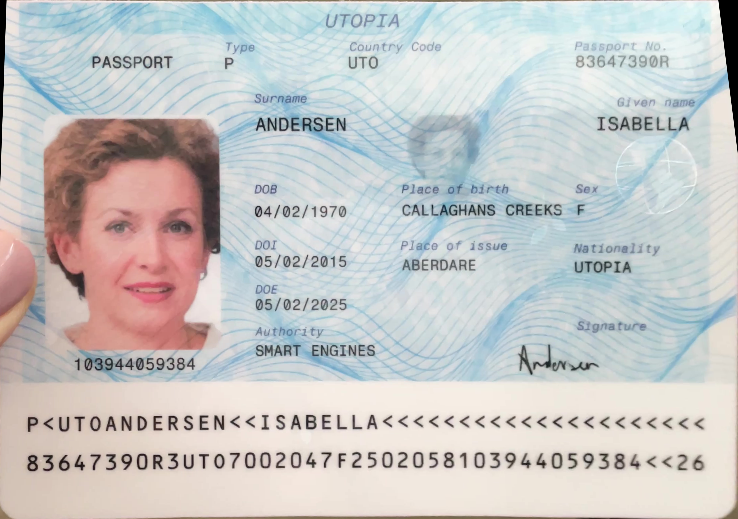 UTOPIA
Type Country Code Passport No.
PASSPORT P UTO 83647390R
Surname Given name
ANDERSEN ISABELLA
DOB Place of birth Sex
04/02/1970 CALLAGHANS CREEKS F
DOI Place of issue Nationality
05/02/2015 ABERDARE UTOPIA
DOE
05/02/2025
Authority Signature
SMART ENGINES Andersen
103944059384
P<UTOANDERSEN<<ISABELLA<<<<<<<<<<<<<<<<<<<<<
83647390R3UTO7002047F2502058103944059384<<26